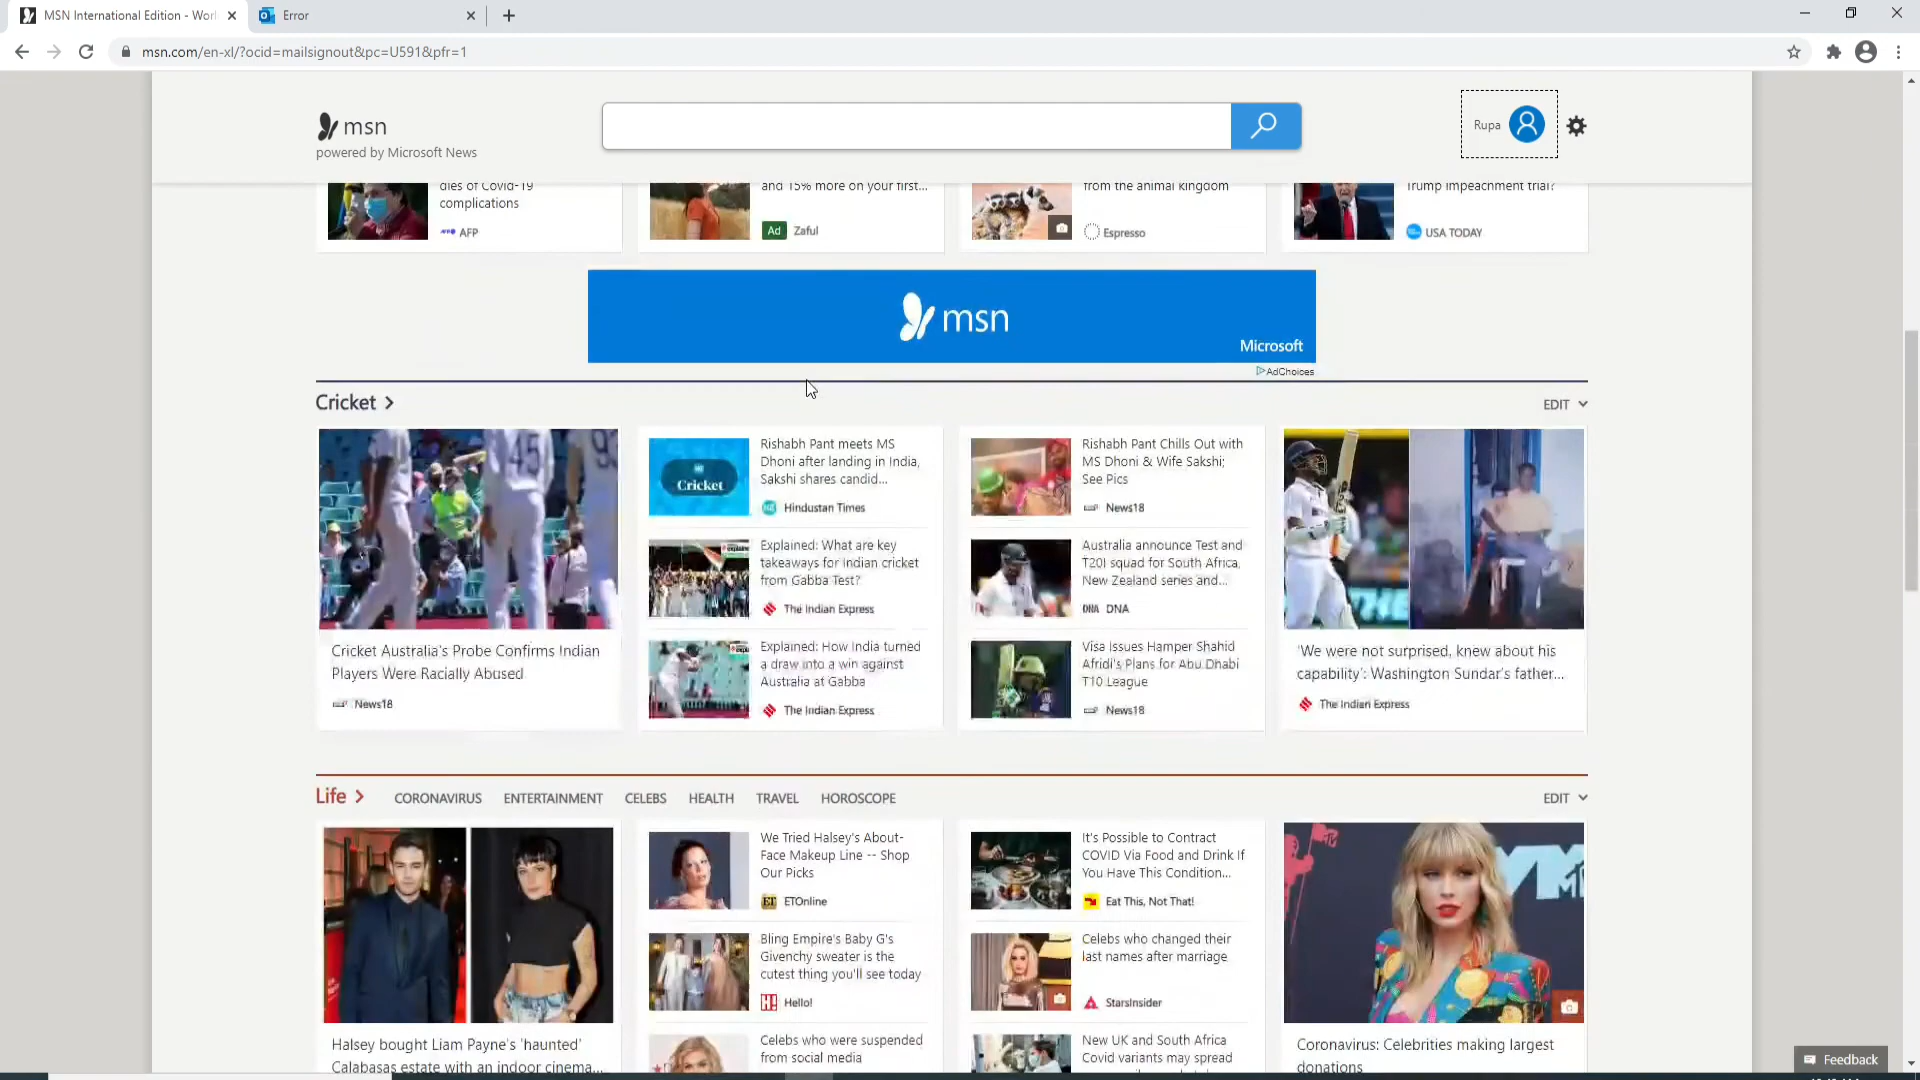 MSN International Edition - Worl
Error
msn.com/en-xl/?ocid=mailsignout&pc=U591&pfr=1
msn
powered by Microsoft News
Rupa
dies of Covid-19
complications
AFP
and 15% more on your first...
Ad Zaful
from the animal kingdom
Espresso
Trump impeachment trial?
USA TODAY
msn
Microsoft
AdChoices
Cricket
EDIT
Cricket Australia's Probe Confirms Indian
Players Were Racially Abused
News18
Cricket
Rishabh Pant meets MS
Dhoni after landing in India,
Sakshi shares candid...
Hindustan Times
Explained: What are key
takeaways for Indian cricket
from Gabba Test?
The Indian Express
Explained: How India turned
a draw into a win against
Australia at Gabba
The Indian Express
Rishabh Pant Chills Out with
MS Dhoni & Wife Sakshi;
See Pics
News18
Australia announce Test and
T20I squad for South Africa,
New Zealand series and...
DNA DNA
Visa Issues Hamper Shahid
Afridi's Plans for Abu Dhabi
T10 League
News18
'We were not surprised, knew about his
capability': Washington Sundar's father...
The Indian Express
Life
CORONAVIRUS ENTERTAINMENT CELEBS HEALTH TRAVEL HOROSCOPE
EDIT
Halsey bought Liam Payne's 'haunted'
Calabasas estate with an indoor cinema...
We Tried Halsey's About-
Face Makeup Line -- Shop
Our Picks
ET ETOnline
Bling Empire's Baby G's
Givenchy sweater is the
cutest thing you'll see today
H! Hello!
Celebs who were suspended
from social media
It's Possible to Contract
COVID Via Food and Drink If
You Have This Condition...
Eat This, Not That!
Celebs who changed their
last names after marriage
StarsInsider
New UK and South Africa
Covid variants may spread
Coronavirus: Celebrities making largest
donations
Feedback